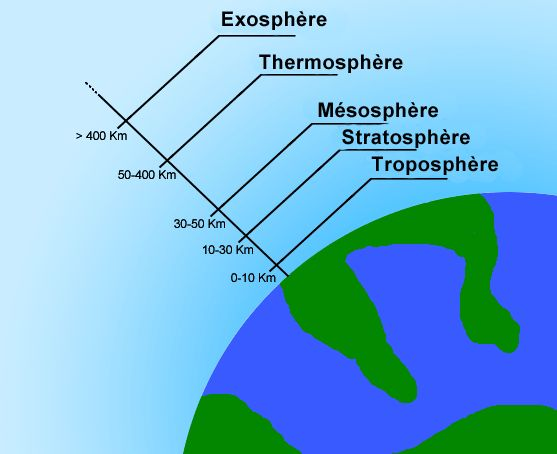 Exosphère
Thermosphère
Mésosphère
Stratosphère
Troposphère
> 400 Km
50-400 Km
30-50 Km
10-30 Km
0-10 Km